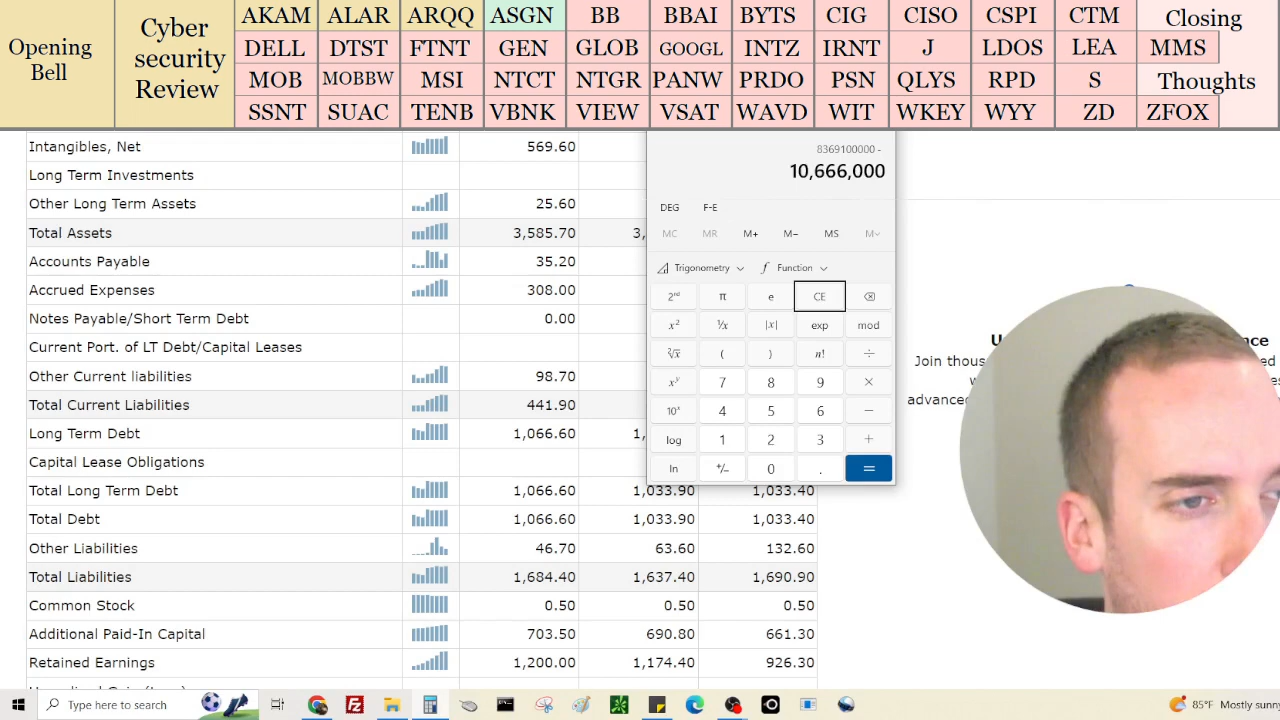 Opening
Bell
Cyber
security
Review
AKAM ALAR ARQQ ASGN BB BBAI BYTS CIG CISO CSPI CTM
DELL DTST FTNT GEN GLOB GOOGL INTZ IRNT J LDOS LEA MMS
MOB MOBBW MSI NTCT NTGR PANW PRDO PSN QLYS RPD S
SSNT SUAC TENB VBNK VIEW VSAT WAVD WIT WKEY WYY ZD ZFOX
Closing
Thoughts
Intangibles, Net 569.60
Long Term Investments
Other Long Term Assets 25.60
Total Assets 3,585.70 3,
Accounts Payable 35.20
Accrued Expenses 308.00
Notes Payable/Short Term Debt 0.00
Current Port. of LT Debt/Capital Leases
Other Current liabilities 98.70
Total Current Liabilities 441.90
Long Term Debt 1,066.60 1,
Capital Lease Obligations
Total Long Term Debt 1,066.60 1,033.90 1,033.40
Total Debt 1,066.60 1,033.90 1,033.40
Other Liabilities 46.70 63.60 132.60
Total Liabilities 1,684.40 1,637.40 1,690.90
Common Stock 0.50 0.50 0.50
Additional Paid-In Capital 703.50 690.80 661.30
Retained Earnings 1,200.00 1,174.40 926.30
8369100000 -
10,666,000
DEG F-E
MC MR M+ M− MS M˅
Trigonometry Function
2ⁿᵈ π e CE
x² ¹/x |x| exp mod
²√x ( ) n! ÷
xʸ 7 8 9 ×
10ˣ 4 5 6 −
log 1 2 3 +
ln +/− 0 . =
Join thous
advanced
Type here to search
85°F Mostly sunny